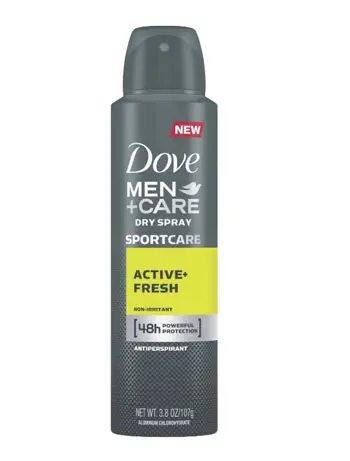 NEW
Dove
MEN
+CARE
DRY SPRAY
SPORTCARE
ACTIVE+
FRESH
NON-IRRITANT
[48h POWERFUL
PROTECTION]
ANTIPERSPIRANT
NET WT. 3.8 OZ/107g
ALUMINUM CHLOROHYDRATE